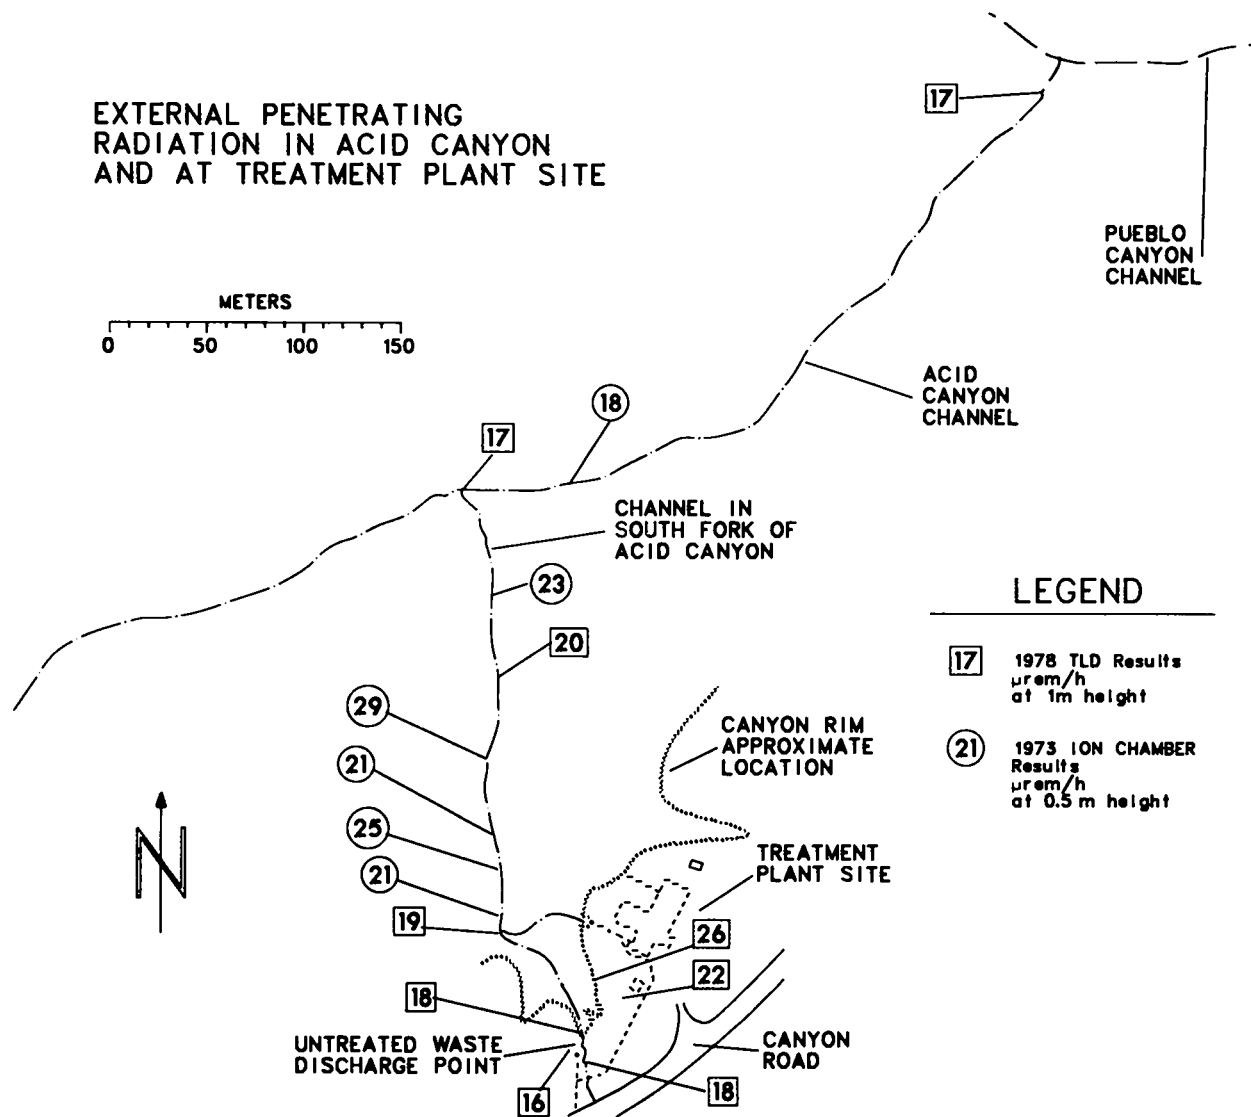 EXTERNAL PENETRATING
RADIATION IN ACID CANYON
AND AT TREATMENT PLANT SITE
17
PUEBLO
CANYON
CHANNEL
METERS
0 50 100 150
ACID
CANYON
CHANNEL
18
17
CHANNEL IN
SOUTH FORK OF
ACID CANYON
23
20
LEGEND
17 1978 TLD Results
μrem/h
at 1m height
21 1973 ION CHAMBER
Results
μrem/h
at 0.5 m height
29
CANYON RIM
APPROXIMATE
LOCATION
21
25
21
19
N
TREATMENT
PLANT SITE
26
22
18
UNTREATED WASTE
DISCHARGE POINT
16
18
CANYON
ROAD